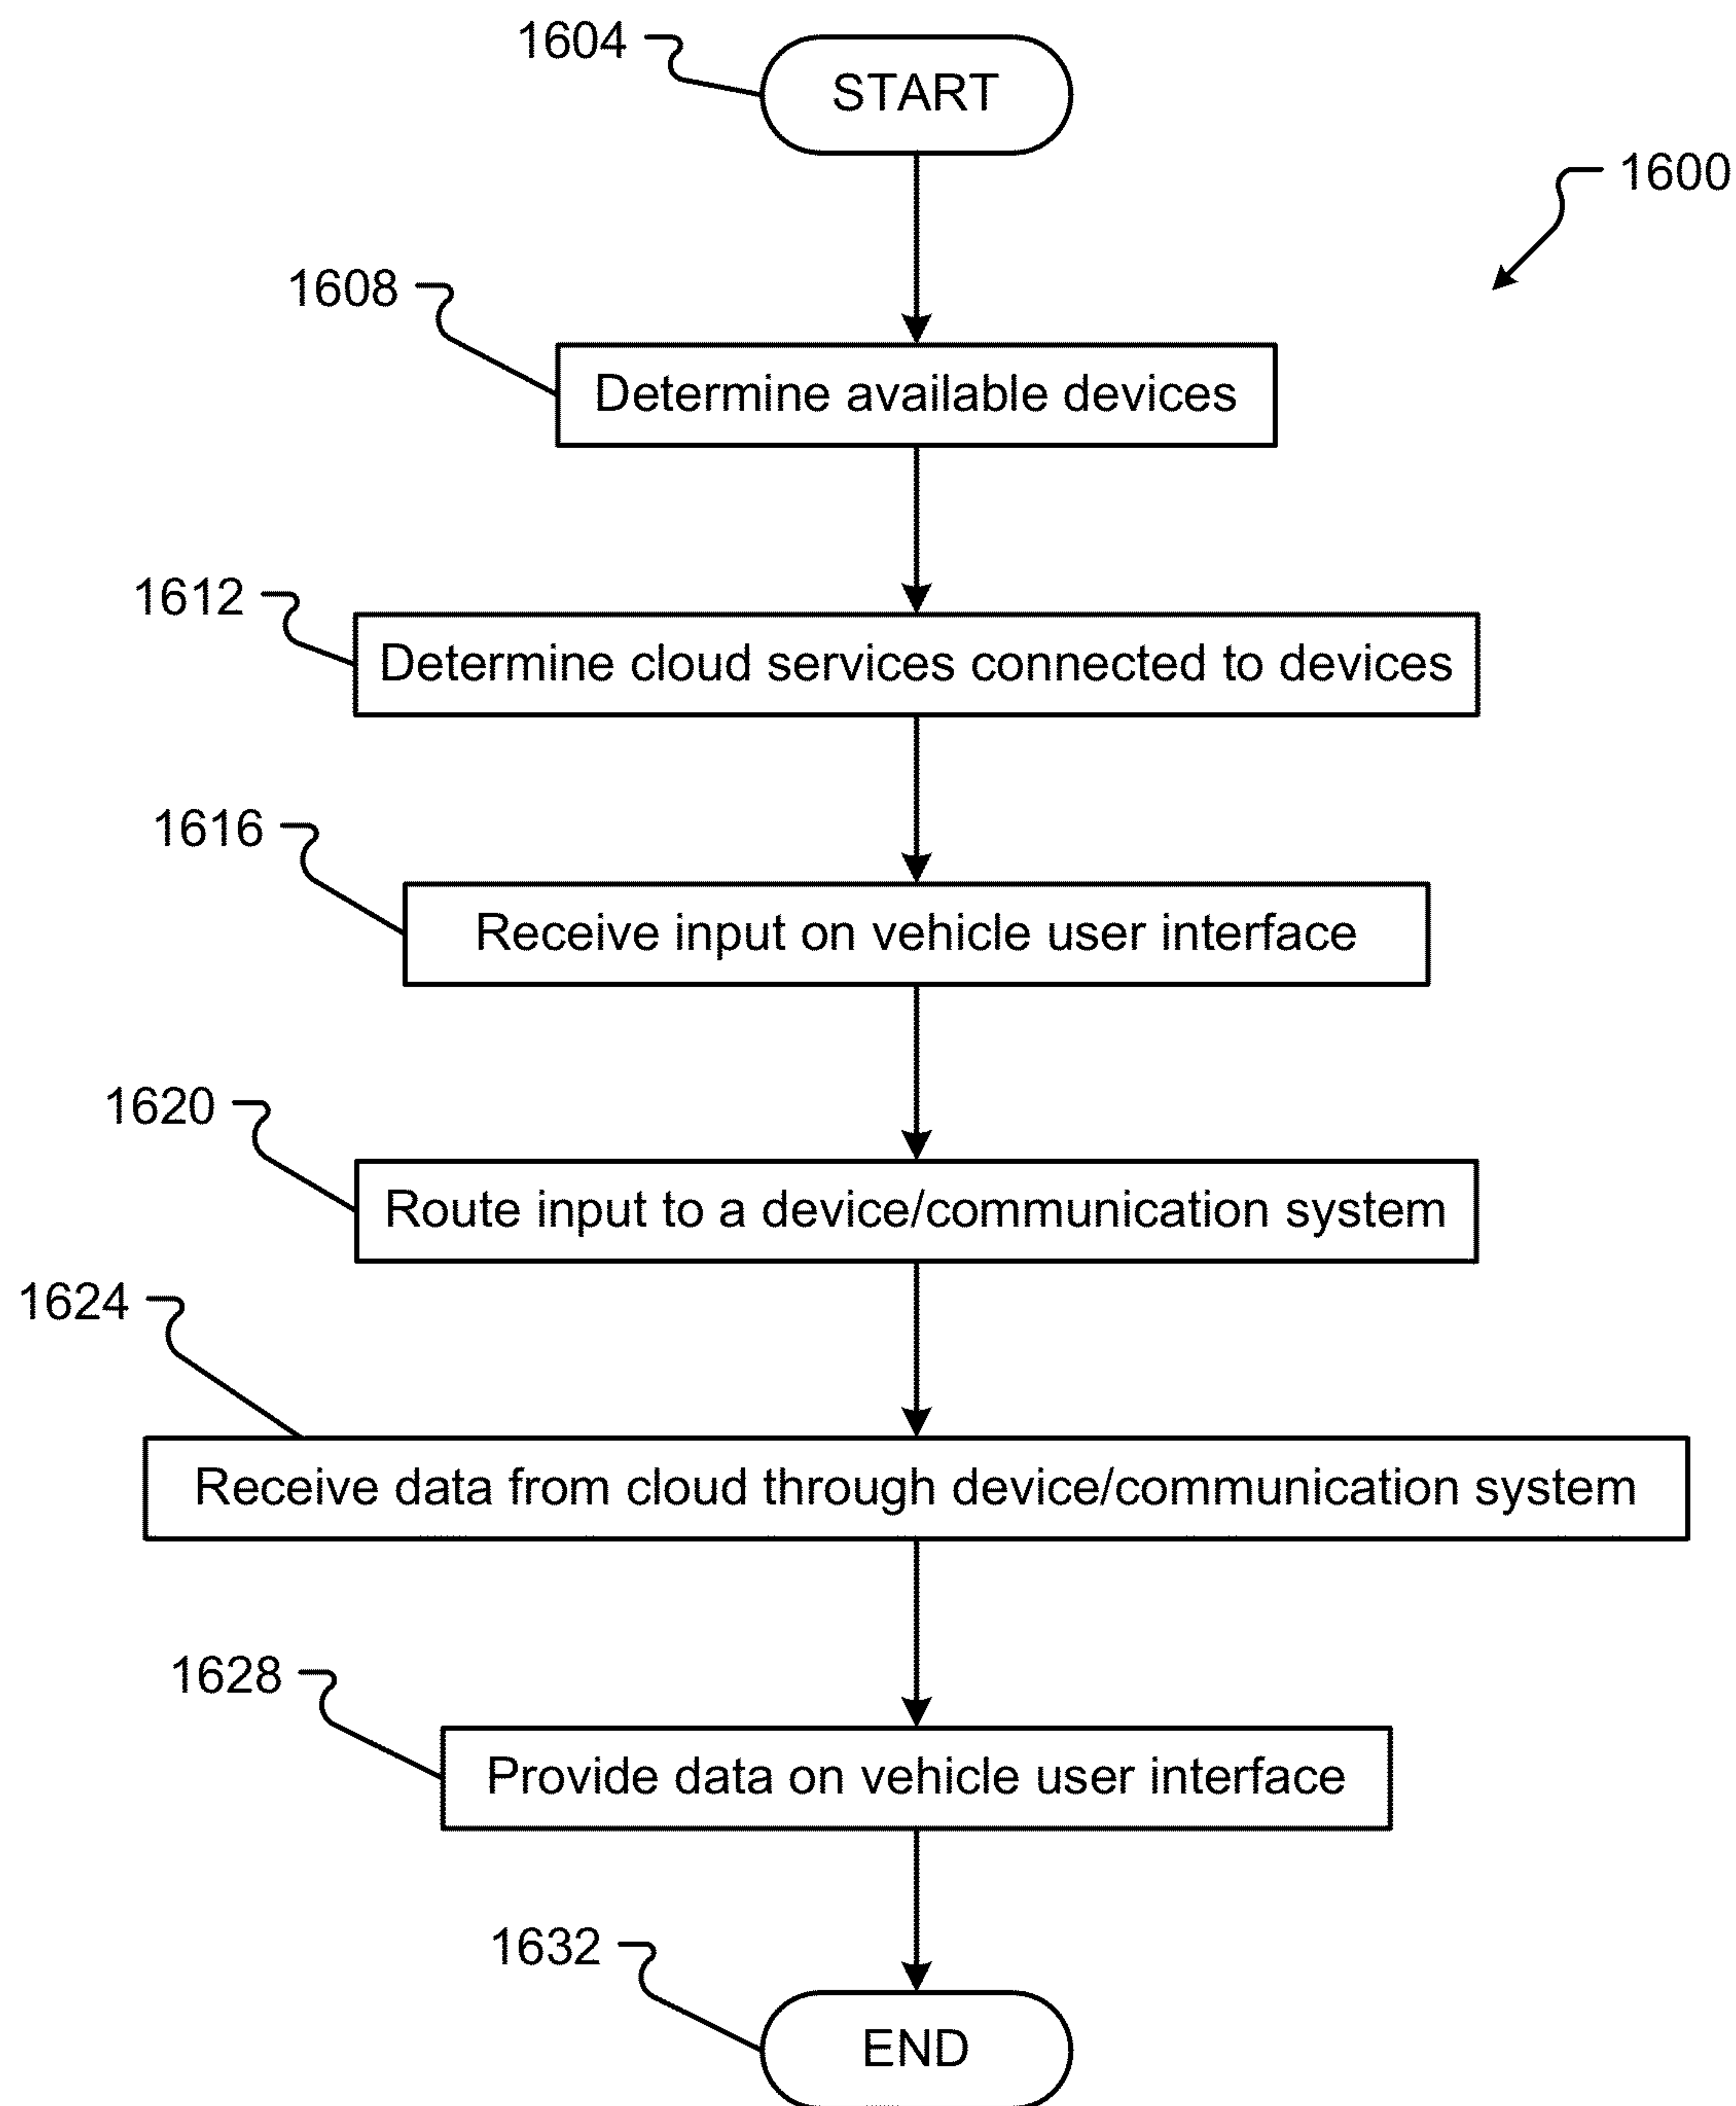 1604
START
1600
1608
Determine available devices
1612
Determine cloud services connected to devices
1616
Receive input on vehicle user interface
1620
Route input to a device/communication system
1624
Receive data from cloud through device/communication system
1628
Provide data on vehicle user interface
1632
END